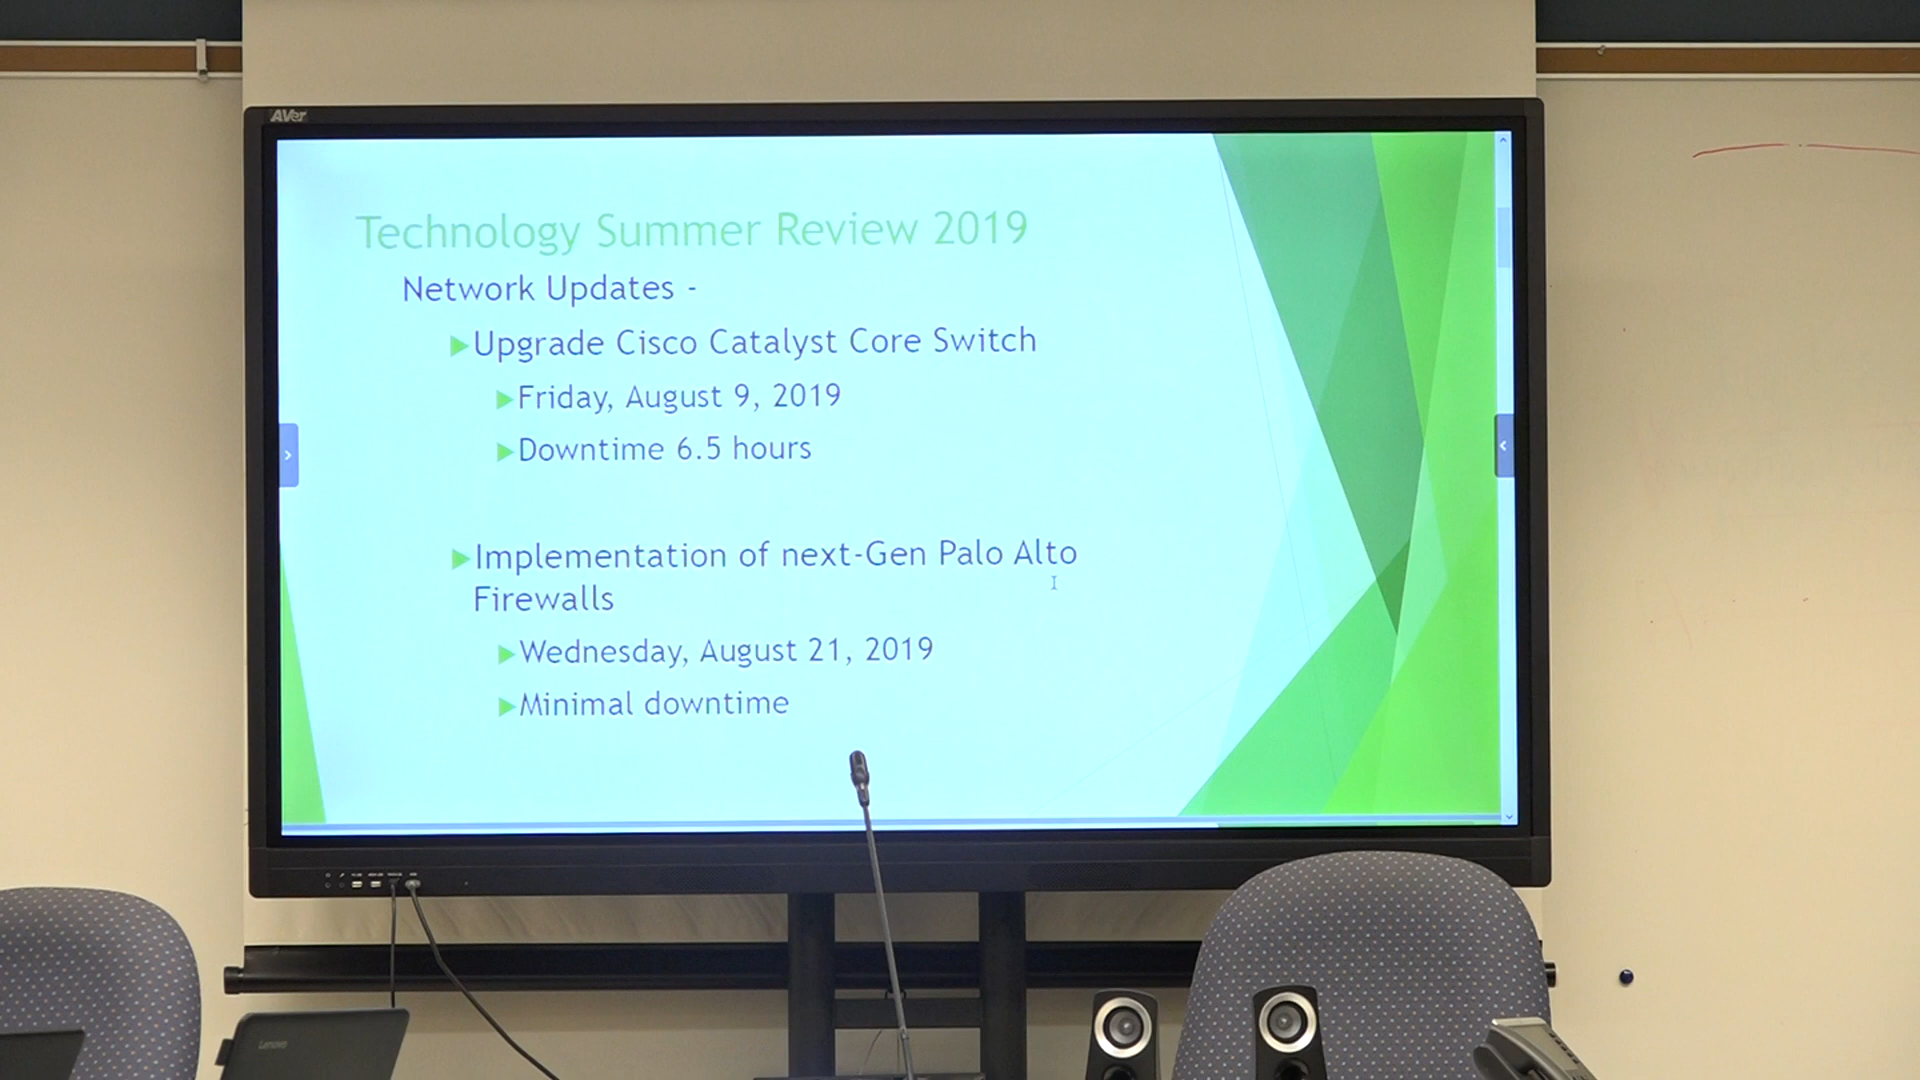 AVer
Technology Summer Review 2019
Network Updates -
Upgrade Cisco Catalyst Core Switch
Friday, August 9, 2019
Downtime 6.5 hours
Implementation of next-Gen Palo Alto
Firewalls
Wednesday, August 21, 2019
Minimal downtime
Lenovo